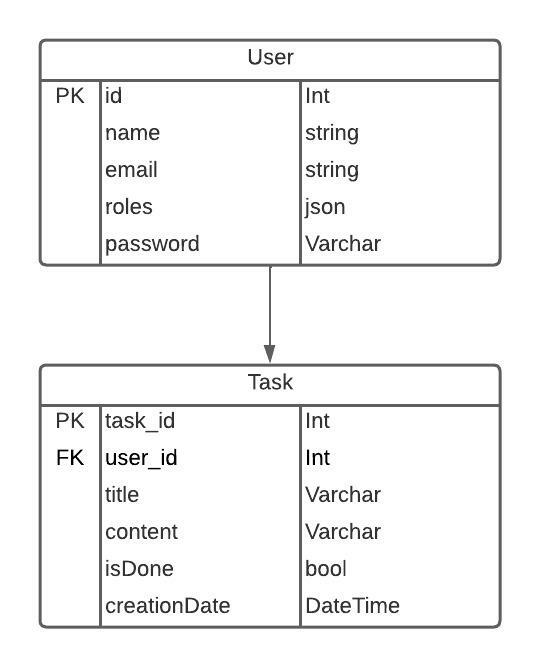 User
PK id Int
name string
email string
roles json
password Varchar
Task
PK task_id Int
FK user_id Int
title Varchar
content Varchar
isDone bool
creationDate DateTime